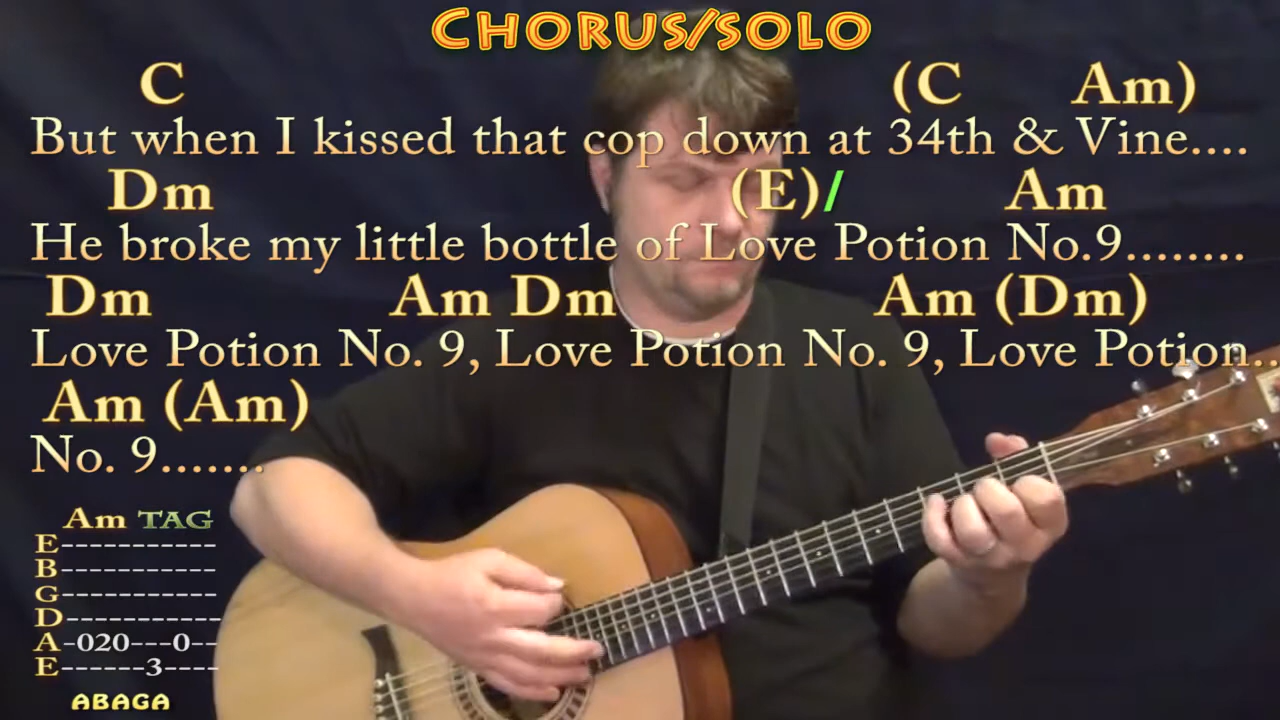 CHORUS/SOLO
C (C Am)
But when I kissed that cop down at 34th & Vine....
Dm (E)/ Am
He broke my little bottle of Love Potion No.9........
Dm Am Dm Am (Dm)
Love Potion No. 9, Love Potion No. 9, Love Potion..
Am (Am)
No. 9.......
Am TAG
E-----------
B-----------
G-----------
D-----------
A-020---0--
E------3----
ABAGA